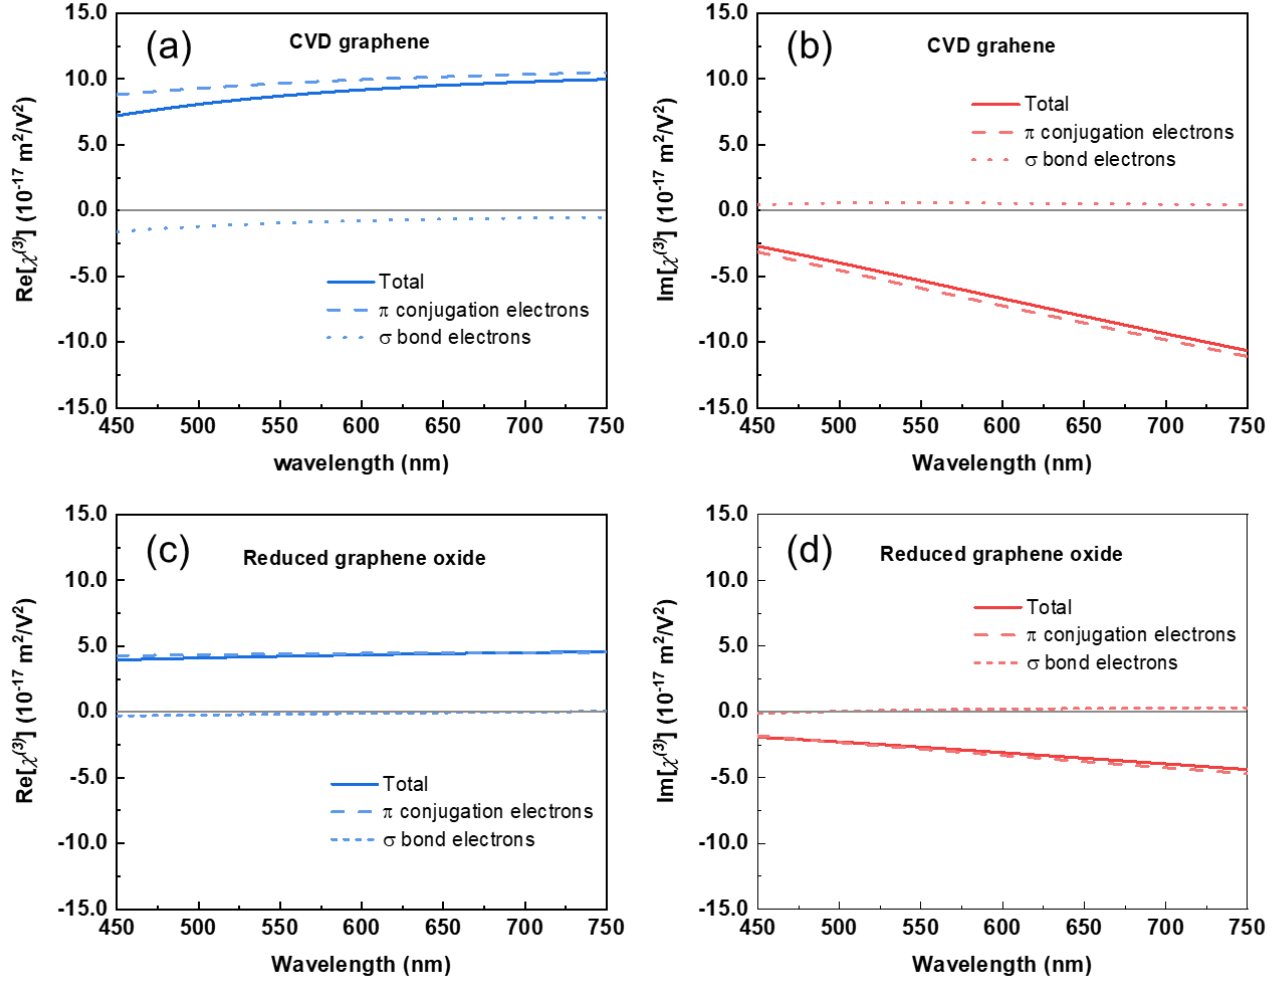 (a)
CVD graphene
15.0
10.0
5.0
0.0
-5.0
-10.0
-15.0
Re[χ(3)] (10-17 m2/V2)
Total
π conjugation electrons
σ bond electrons
450 500 550 600 650 700 750
wavelength (nm)
(b)
CVD grahene
15.0
10.0
5.0
0.0
-5.0
-10.0
-15.0
Im[χ(3)] (10-17 m2/V2)
Total
π conjugation electrons
σ bond electrons
450 500 550 600 650 700 750
Wavelength (nm)
(c)
Reduced graphene oxide
15.0
10.0
5.0
0.0
-5.0
-10.0
-15.0
Re[χ(3)] (10-17 m2/V2)
Total
π conjugation electrons
σ bond electrons
450 500 550 600 650 700 750
Wavelength (nm)
(d)
Reduced graphene oxide
15.0
10.0
5.0
0.0
-5.0
-10.0
-15.0
Im[χ(3)] (10-17 m2/V2)
Total
π conjugation electrons
σ bond electrons
450 500 550 600 650 700 750
Wavelength (nm)